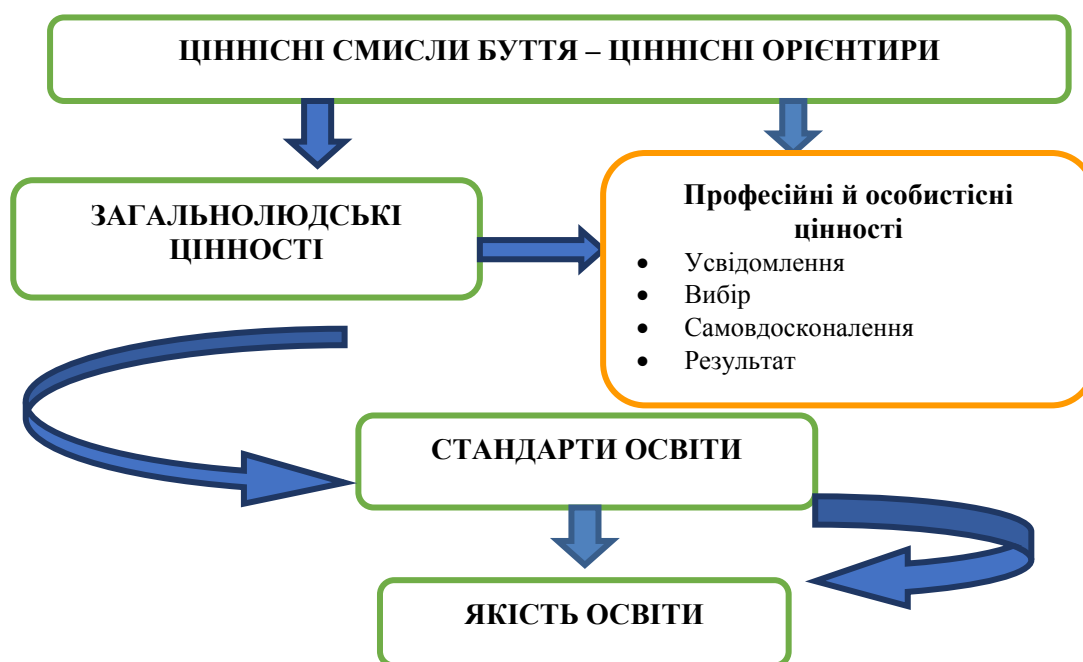 ЦІННІСНІ СМИСЛИ БУТТЯ – ЦІННІСНІ ОРІЄНТИРИ
ЗАГАЛЬНОЛЮДСЬКІ
ЦІННОСТІ
Професійні й особистісні
цінності
• Усвідомлення
• Вибір
• Самовдосконалення
• Результат
СТАНДАРТИ ОСВІТИ
ЯКІСТЬ ОСВІТИ